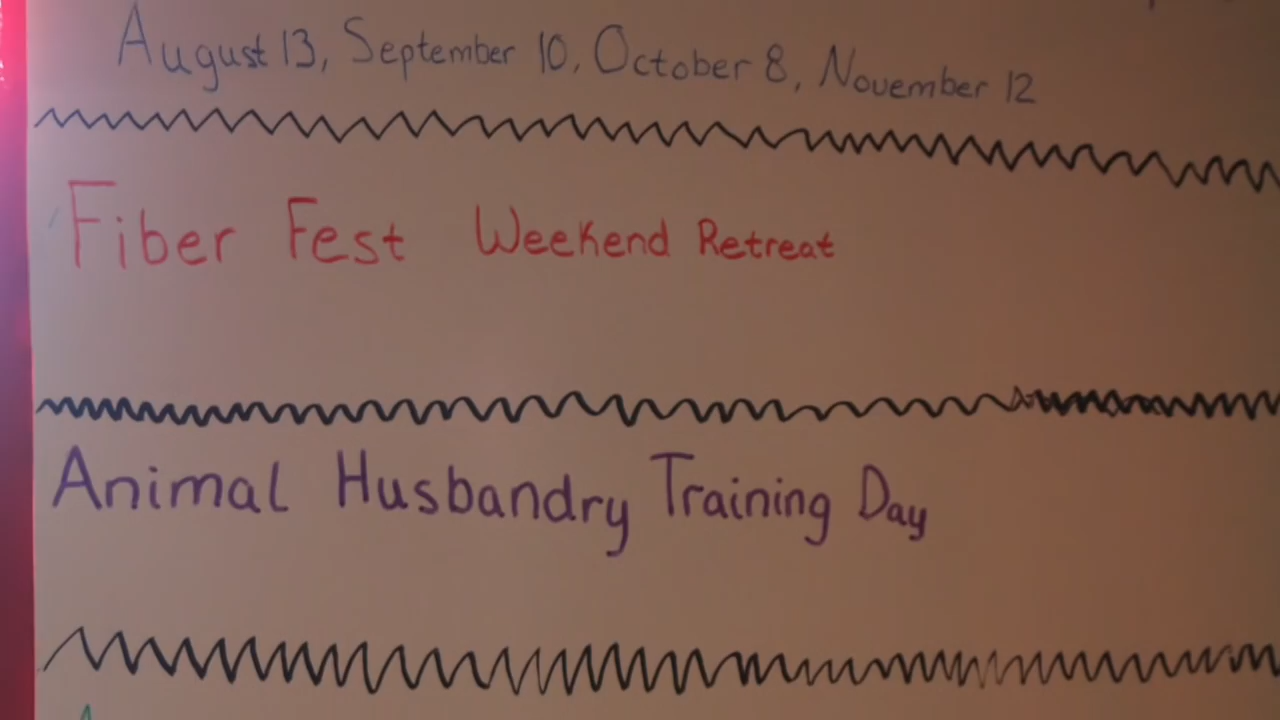 August 13, September 10, October 8, November 12
Fiber Fest Weekend Retreat
Animal Husbandry Training Day